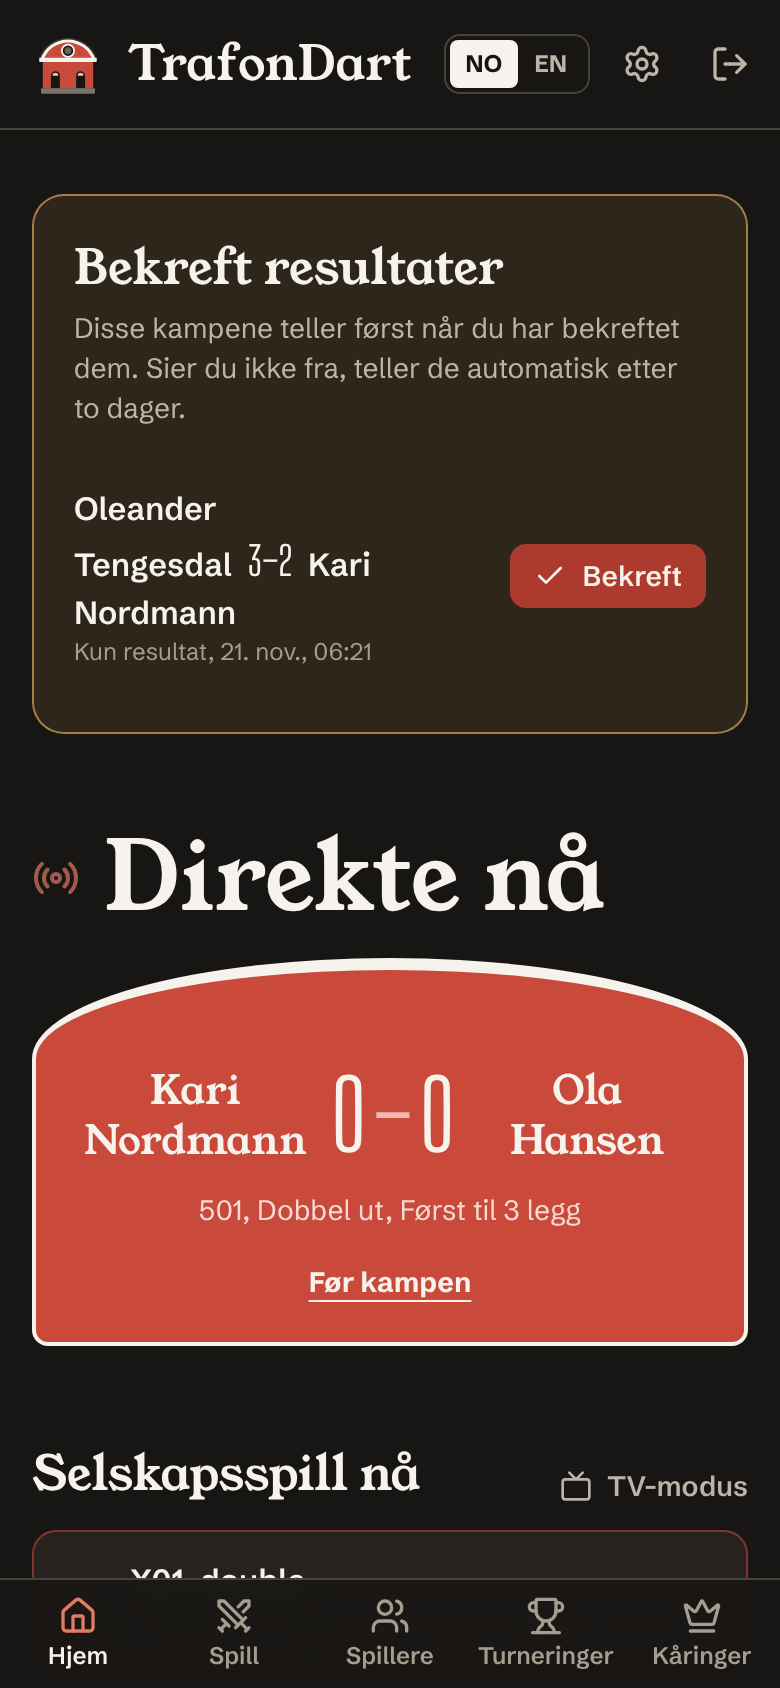 TrafonDart
NO EN
Bekreft resultater
Disse kampene teller først når du har bekreftet
dem. Sier du ikke fra, teller de automatisk etter
to dager.
Oleander
Tengesdal 3–2 Kari
Nordmann
Kun resultat, 21. nov., 06:21
Bekreft
Direkte nå
Kari
Nordmann
0–0
Ola
Hansen
501, Dobbel ut, Først til 3 legg
Før kampen
Selskapsspill nå
TV-modus
X01, double
Hjem
Spill
Spillere
Turneringer
Kåringer